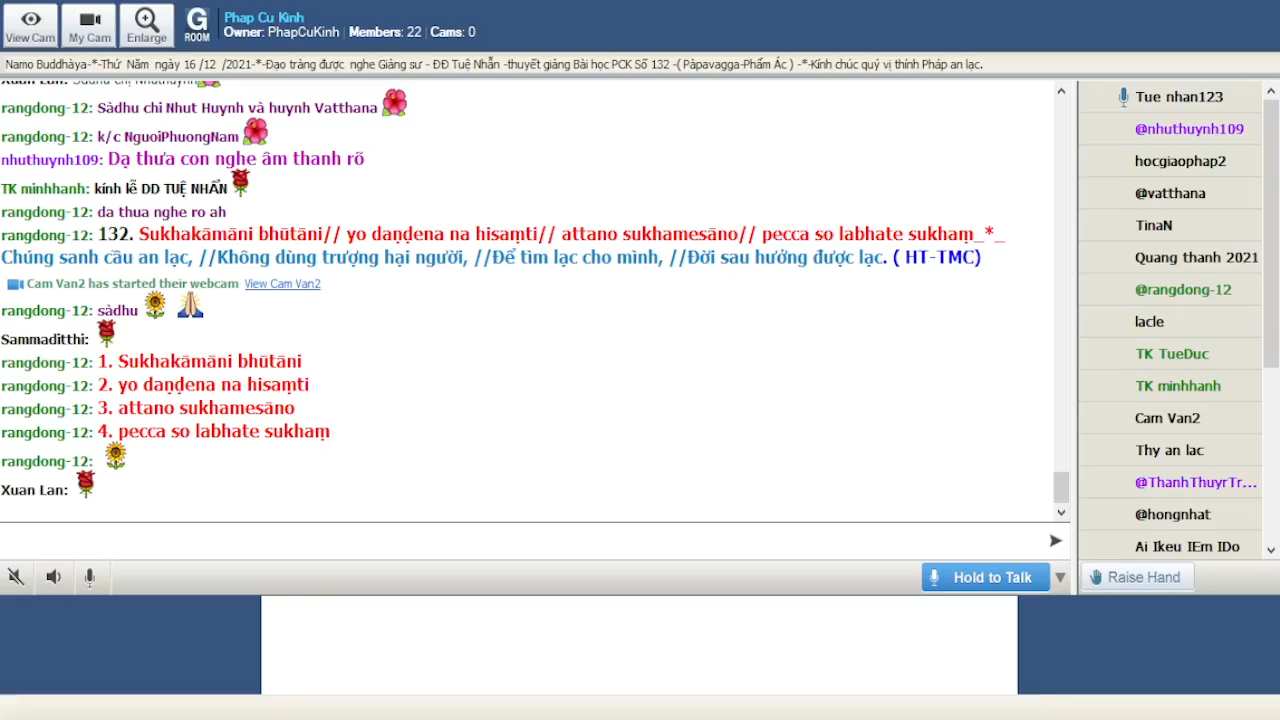 View Cam
My Cam
Enlarge
G ROOM
Phap Cu Kinh
Owner: PhapCuKinh | Members: 22 | Cams: 0
Namo Buddhàya-*-Thứ Năm ngày 16 /12 /2021-*-Đạo tràng được nghe Giảng sư - ĐĐ Tuệ Nhẫn -thuyết giảng Bài học PCK Số 132 -( Pàpavagga-Phẩm Ác ) -*-Kính chúc quý vị thính Pháp an lạc.
Xuan Lan: Sadhu chị Nhuthuynh
rangdong-12: Sàdhu chi Nhut Huynh và huynh Vatthana
rangdong-12: k/c NguoiPhuongNam
nhuthuynh109: Dạ thưa con nghe âm thanh rõ
TK minhhanh: kính lễ DD TUỆ NHẪN
rangdong-12: da thua nghe ro ah
rangdong-12: 132. Sukhakāmāni bhūtāni// yo daṇḍena na hisaṃti// attano sukhamesāno// pecca so labhate sukhaṃ_*_
Chúng sanh cầu an lạc, //Không dùng trượng hại người, //Để tìm lạc cho mình, //Đời sau hưởng được lạc. ( HT-TMC)
Cam Van2 has started their webcam View Cam Van2
rangdong-12: sàdhu
Sammaditthi:
rangdong-12: 1. Sukhakāmāni bhūtāni
rangdong-12: 2. yo daṇḍena na hisaṃti
rangdong-12: 3. attano sukhamesāno
rangdong-12: 4. pecca so labhate sukhaṃ
rangdong-12:
Xuan Lan:
Hold to Talk
Tue nhan123
@nhuthuynh109
hocgiaophap2
@vatthana
TinaN
Quang thanh 2021
@rangdong-12
lacle
TK TueDuc
TK minhhanh
Cam Van2
Thy an lac
@ThanhThuyrTr...
@hongnhat
Ai Ikeu IEm IDo
Raise Hand